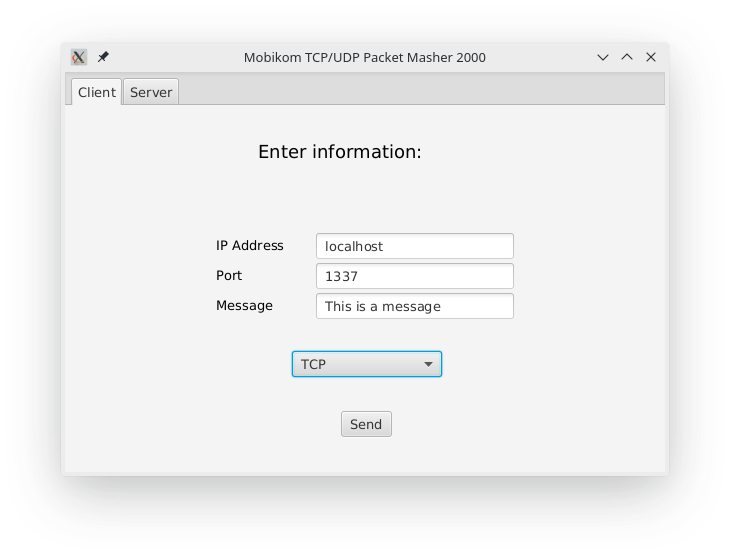 Mobikom TCP/UDP Packet Masher 2000
Client Server
Enter information:
IP Address localhost
Port 1337
Message This is a message
TCP
Send